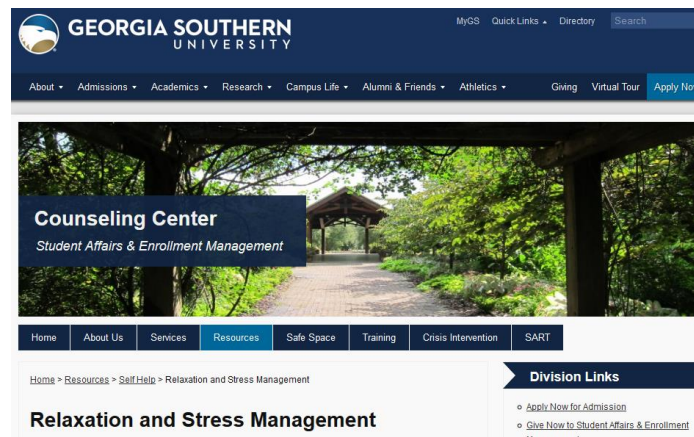 GEORGIA SOUTHERN
UNIVERSITY
MyGS Quick Links Directory Search
About Admissions Academics Research Campus Life Alumni & Friends Athletics Giving Virtual Tour Apply No
Counseling Center
Student Affairs & Enrollment Management
Home About Us Services Resources Safe Space Training Crisis Intervention SART
Home > Resources > Self Help > Relaxation and Stress Management
Relaxation and Stress Management
Division Links
Apply Now for Admission
Give Now to Student Affairs & Enrollment